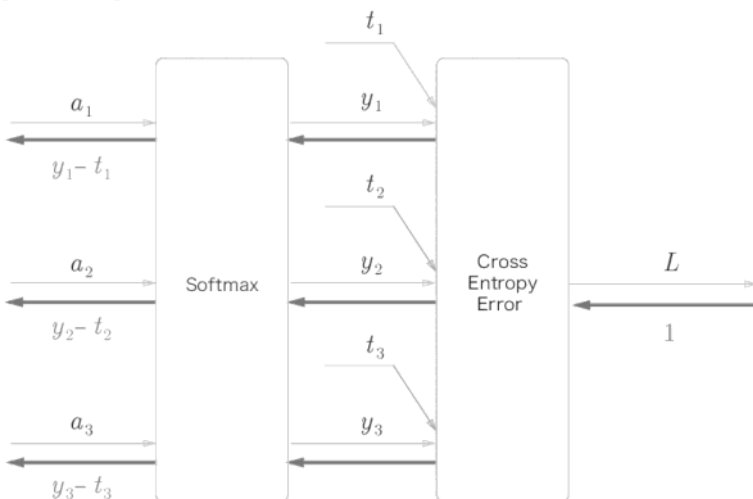 t₁
a₁
y₁
y₁ − t₁
t₂
a₂
Softmax
y₂
Cross
Entropy
Error
L
y₂ − t₂
1
t₃
a₃
y₃
y₃ − t₃